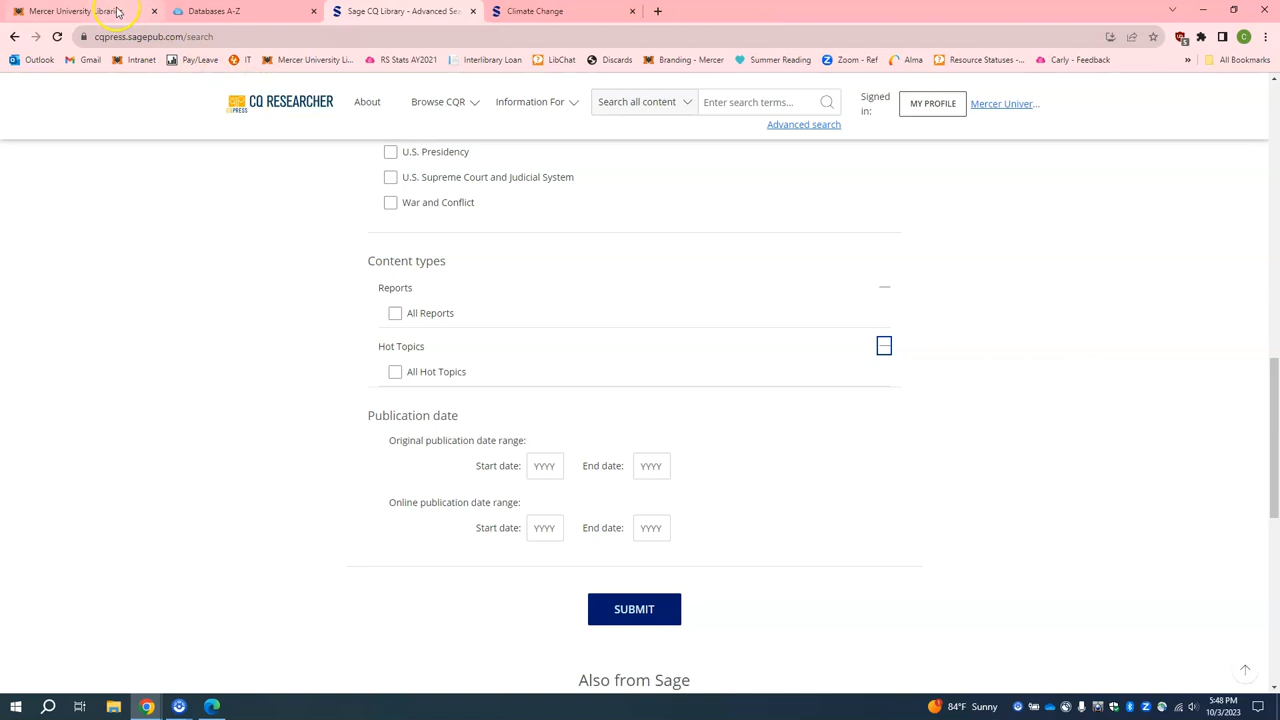 Mercer University Libraries
Databases A-Z
Sage CQ Library - Advanced Se
Climate Change
cqpress.sagepub.com/search
Outlook
Gmail
Intranet
Pay/Leave
IT
Mercer University Li...
RS Stats AY2021
Interlibrary Loan
LibChat
Discards
Branding - Mercer
Summer Reading
Zoom - Ref
Alma
Resource Statuses -...
Carly - Feedback
»
All Bookmarks
C
CQ PRESS
CQ RESEARCHER
About
Browse CQR
Information For
Search all content
Enter search terms...
Signed in:
MY PROFILE
Mercer Univer...
Advanced search
U.S. Presidency
U.S. Supreme Court and Judicial System
War and Conflict
Content types
Reports
All Reports
Hot Topics
All Hot Topics
Publication date
Original publication date range:
Start date: YYYY End date: YYYY
Online publication date range:
Start date: YYYY End date: YYYY
SUBMIT
Also from Sage
84°F Sunny
5:48 PM
10/3/2023